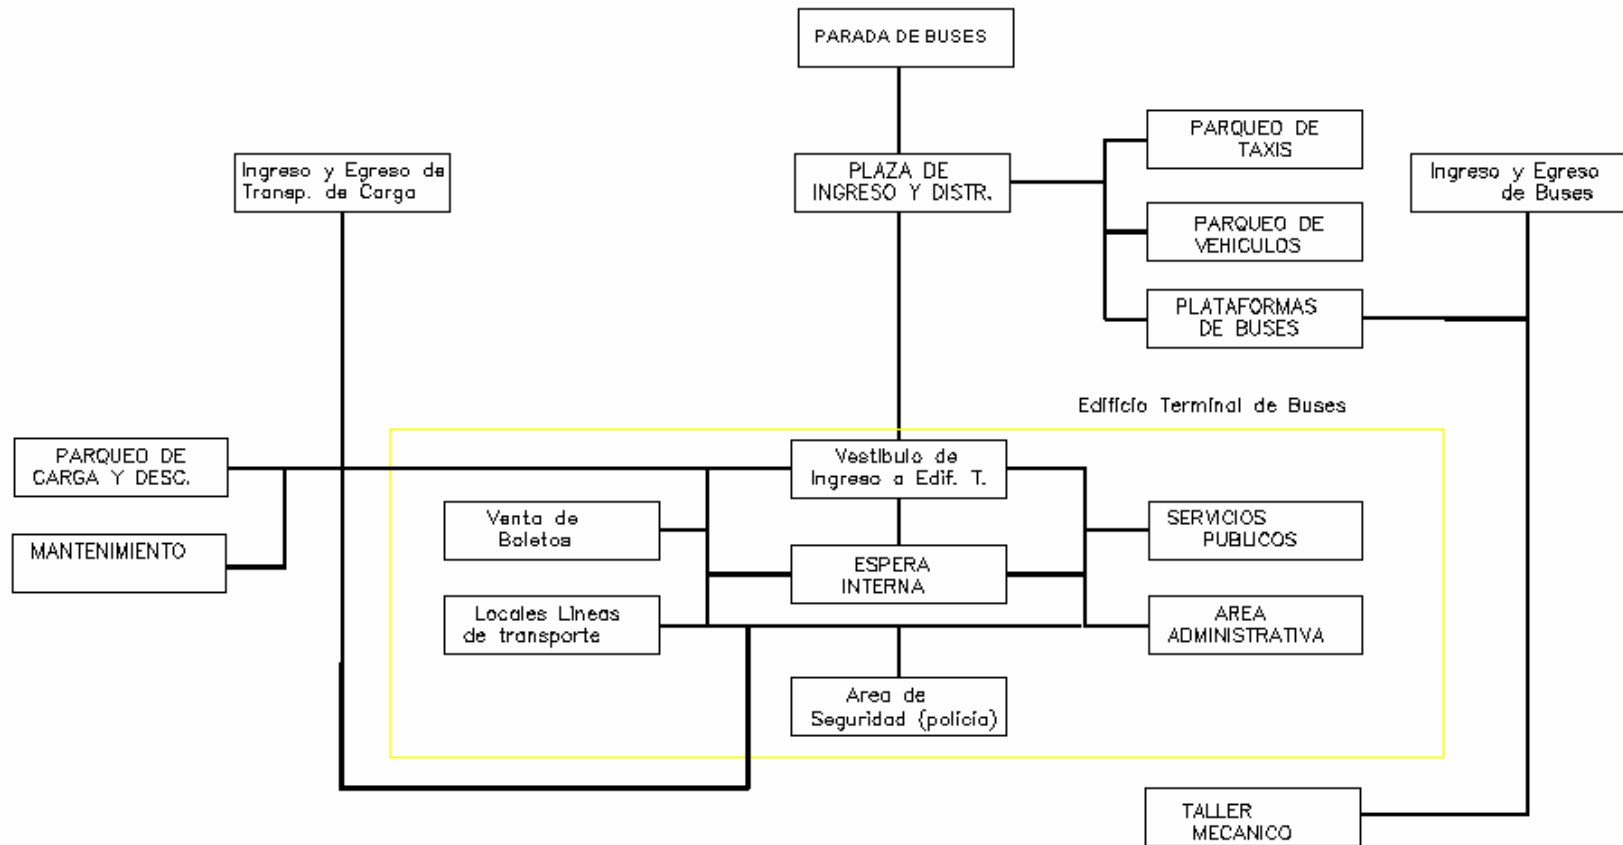 PARADA DE BUSES
PARQUEO DE
TAXIS
Ingreso y Egreso de
Transp. de Carga
PLAZA DE
INGRESO Y DISTR.
Ingreso y Egreso
de Buses
PARQUEO DE
VEHICULOS
PLATAFORMAS
DE BUSES
Edificio Terminal de Buses
PARQUEO DE
CARGA Y DESC.
Vestíbulo de
Ingreso a Edif. T.
Venta de
Boletos
SERVICIOS
PUBLICOS
MANTENIMIENTO
ESPERA
INTERNA
Locales Líneas
de transporte
AREA
ADMINISTRATIVA
Area de
Seguridad (policía)
TALLER
MECANICO